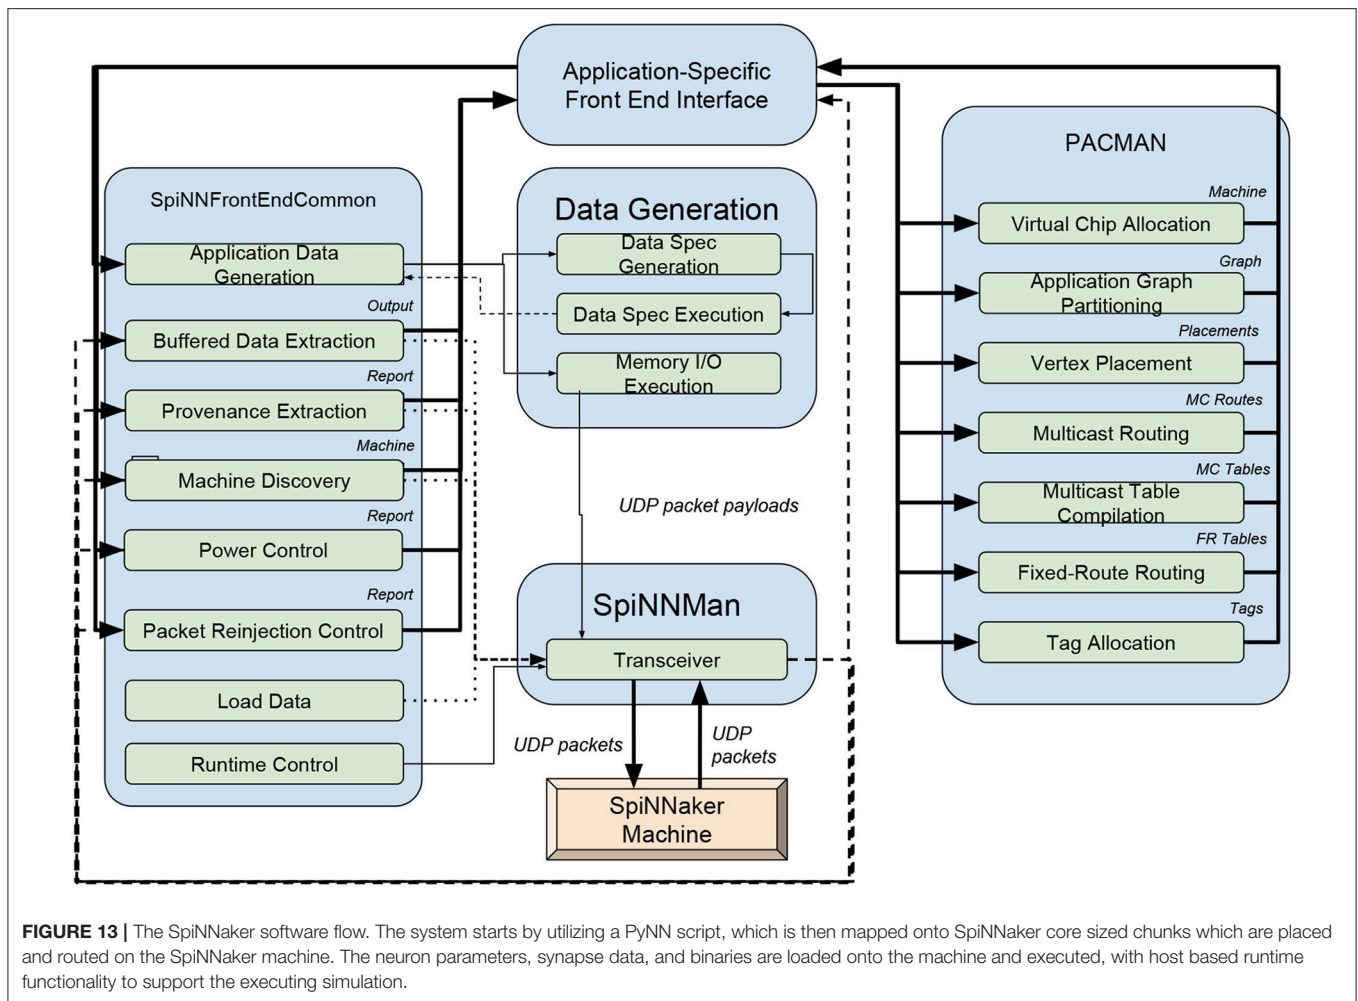 Application-Specific
Front End Interface
SpiNNFrontEndCommon
Application Data
Generation
Output
Buffered Data Extraction
Report
Provenance Extraction
Machine
Machine Discovery
Report
Power Control
Report
Packet Reinjection Control
Load Data
Runtime Control
Data Generation
Data Spec
Generation
Data Spec Execution
Memory I/O
Execution
UDP packet payloads
SpiNNMan
Transceiver
UDP packets
UDP
packets
SpiNNaker
Machine
PACMAN
Machine
Virtual Chip Allocation
Graph
Application Graph
Partitioning
Placements
Vertex Placement
MC Routes
Multicast Routing
MC Tables
Multicast Table
Compilation
FR Tables
Fixed-Route Routing
Tags
Tag Allocation
FIGURE 13 | The SpiNNaker software flow. The system starts by utilizing a PyNN script, which is then mapped onto SpiNNaker core sized chunks which are placed
and routed on the SpiNNaker machine. The neuron parameters, synapse data, and binaries are loaded onto the machine and executed, with host based runtime
functionality to support the executing simulation.